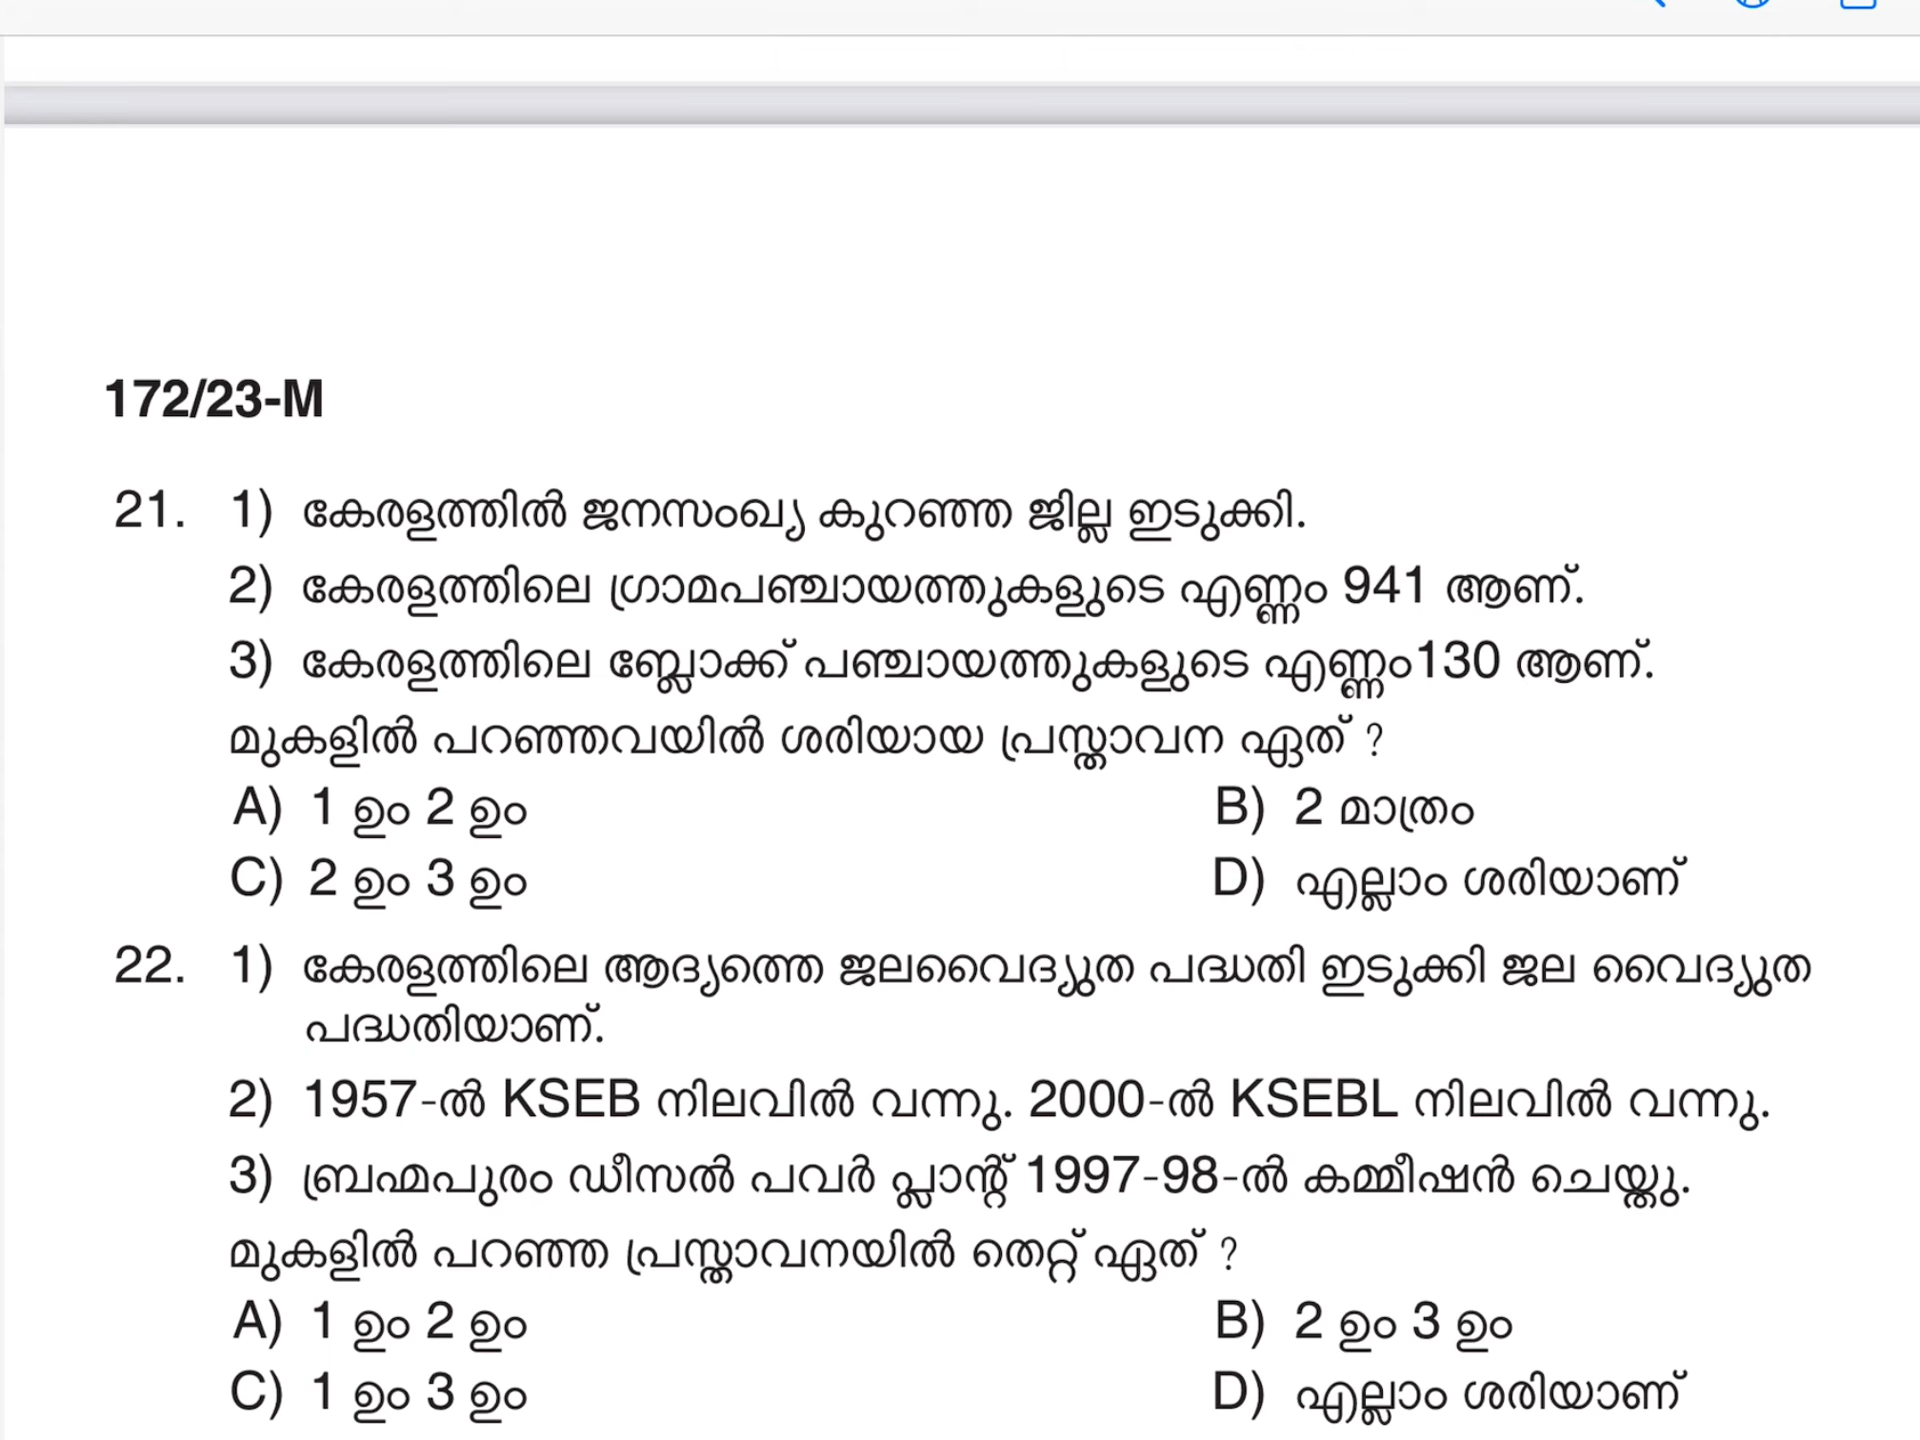 172/23-M
21. 1) കേരളത്തിൽ ജനസംഖ്യ കുറഞ്ഞ ജില്ല ഇടുക്കി.
2) കേരളത്തിലെ ഗ്രാമപഞ്ചായത്തുകളുടെ എണ്ണം 941 ആണ്.
3) കേരളത്തിലെ ബ്ലോക്ക് പഞ്ചായത്തുകളുടെ എണ്ണം130 ആണ്.
മുകളിൽ പറഞ്ഞവയിൽ ശരിയായ പ്രസ്താവന ഏത് ?
A) 1 ഉം 2 ഉം B) 2 മാത്രം
C) 2 ഉം 3 ഉം D) എല്ലാം ശരിയാണ്
22. 1) കേരളത്തിലെ ആദ്യത്തെ ജലവൈദ്യുത പദ്ധതി ഇടുക്കി ജല വൈദ്യുത
പദ്ധതിയാണ്.
2) 1957-ൽ KSEB നിലവിൽ വന്നു. 2000-ൽ KSEBL നിലവിൽ വന്നു.
3) ബ്രഹ്മപുരം ഡീസൽ പവർ പ്ലാന്റ് 1997-98-ൽ കമ്മീഷൻ ചെയ്തു.
മുകളിൽ പറഞ്ഞ പ്രസ്താവനയിൽ തെറ്റ് ഏത് ?
A) 1 ഉം 2 ഉം B) 2 ഉം 3 ഉം
C) 1 ഉം 3 ഉം D) എല്ലാം ശരിയാണ്